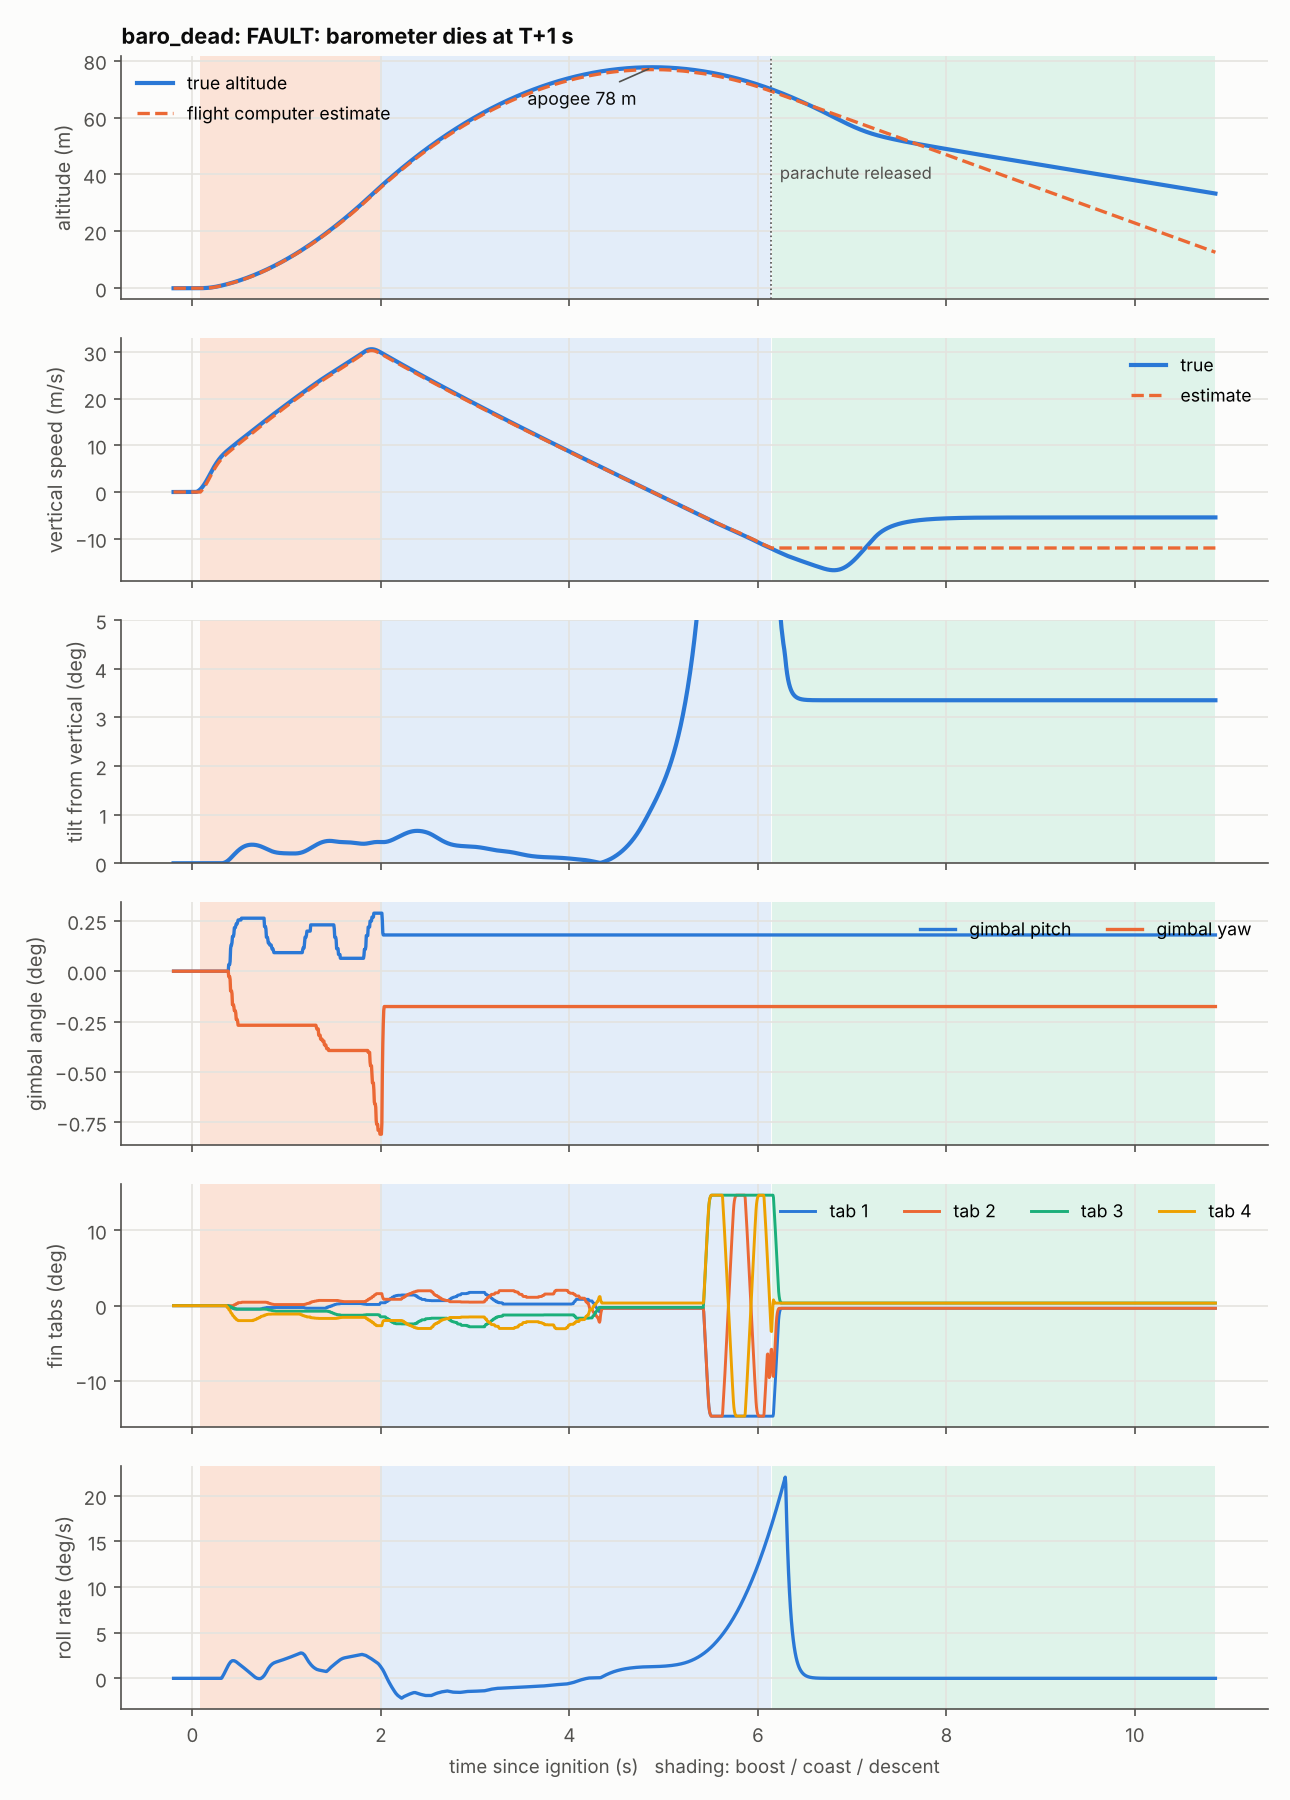 baro_dead: FAULT: barometer dies at T+1 s
altitude (m)
80
60
40
20
0
true altitude
flight computer estimate
apogee 78 m
parachute released
vertical speed (m/s)
30
20
10
0
−10
true
estimate
tilt from vertical (deg)
5
4
3
2
1
0
gimbal angle (deg)
0.25
0.00
−0.25
−0.50
−0.75
gimbal pitch gimbal yaw
fin tabs (deg)
10
0
−10
tab 1 tab 2 tab 3 tab 4
roll rate (deg/s)
20
15
10
5
0
0 2 4 6 8 10
time since ignition (s) shading: boost / coast / descent